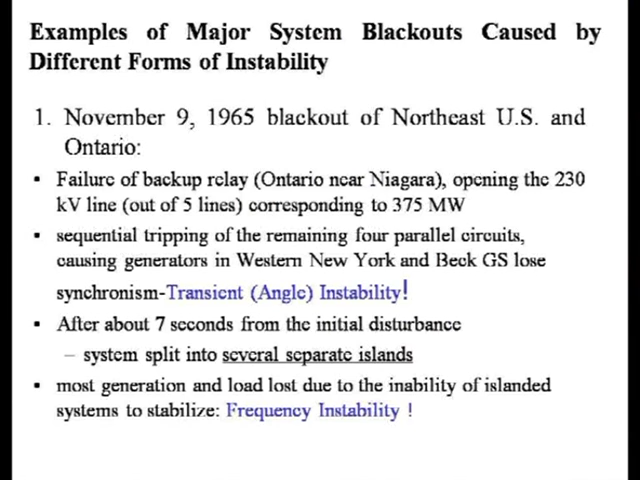 Examples of Major System Blackouts Caused by
Different Forms of Instability
1. November 9, 1965 blackout of Northeast U.S. and
Ontario:
• Failure of backup relay (Ontario near Niagara), opening the 230
kV line (out of 5 lines) corresponding to 375 MW
• sequential tripping of the remaining four parallel circuits,
causing generators in Western New York and Beck GS lose
synchronism-Transient (Angle) Instability!
• After about 7 seconds from the initial disturbance
– system split into several separate islands
• most generation and load lost due to the inability of islanded
systems to stabilize: Frequency Instability !